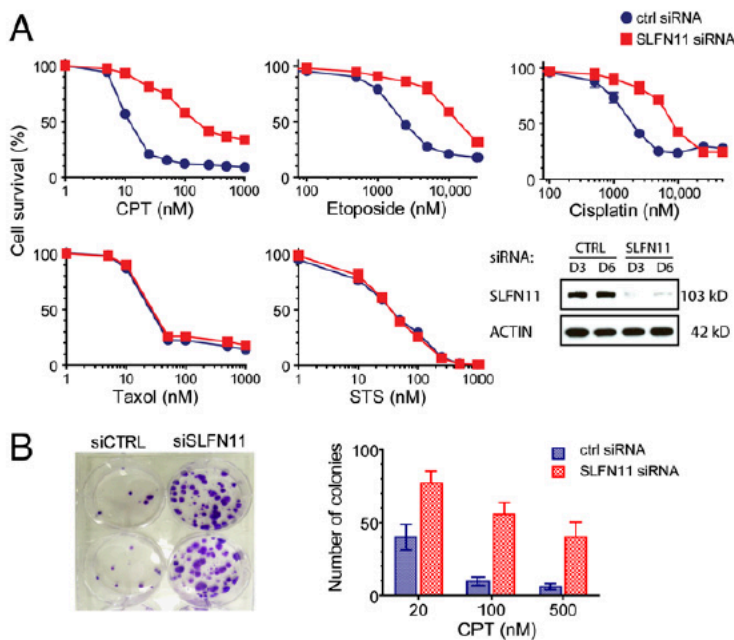 A
ctrl siRNA
SLFN11 siRNA
Cell survival (%)
100
50
0
1 10 100 1000
CPT (nM)
100
50
0
100 1000 10,000
Etoposide (nM)
100
50
0
100 1000 10,000
Cisplatin (nM)
100
50
0
1 10 100 1000
Taxol (nM)
100
50
0
1 10 100 1000
STS (nM)
siRNA: CTRL SLFN11
D3 D6 D3 D6
SLFN11 103 kD
ACTIN 42 kD
B
siCTRL siSLFN11
ctrl siRNA
SLFN11 siRNA
Number of colonies
100
50
0
20 100 500
CPT (nM)